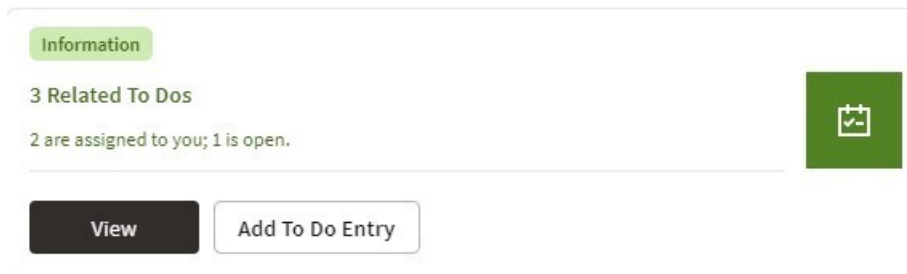 Information
3 Related To Dos
2 are assigned to you; 1 is open.
View
Add To Do Entry